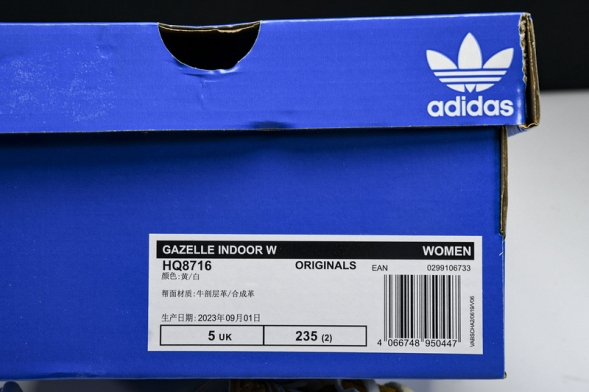 adidas
GAZELLE INDOOR W WOMEN
HQ8716 ORIGINALS EAN 0299106733
颜色:黄/白
帮面材质:牛剖层革/合成革
生产日期:2023年09月01日
5 UK 235 (2)
4 066748 950447